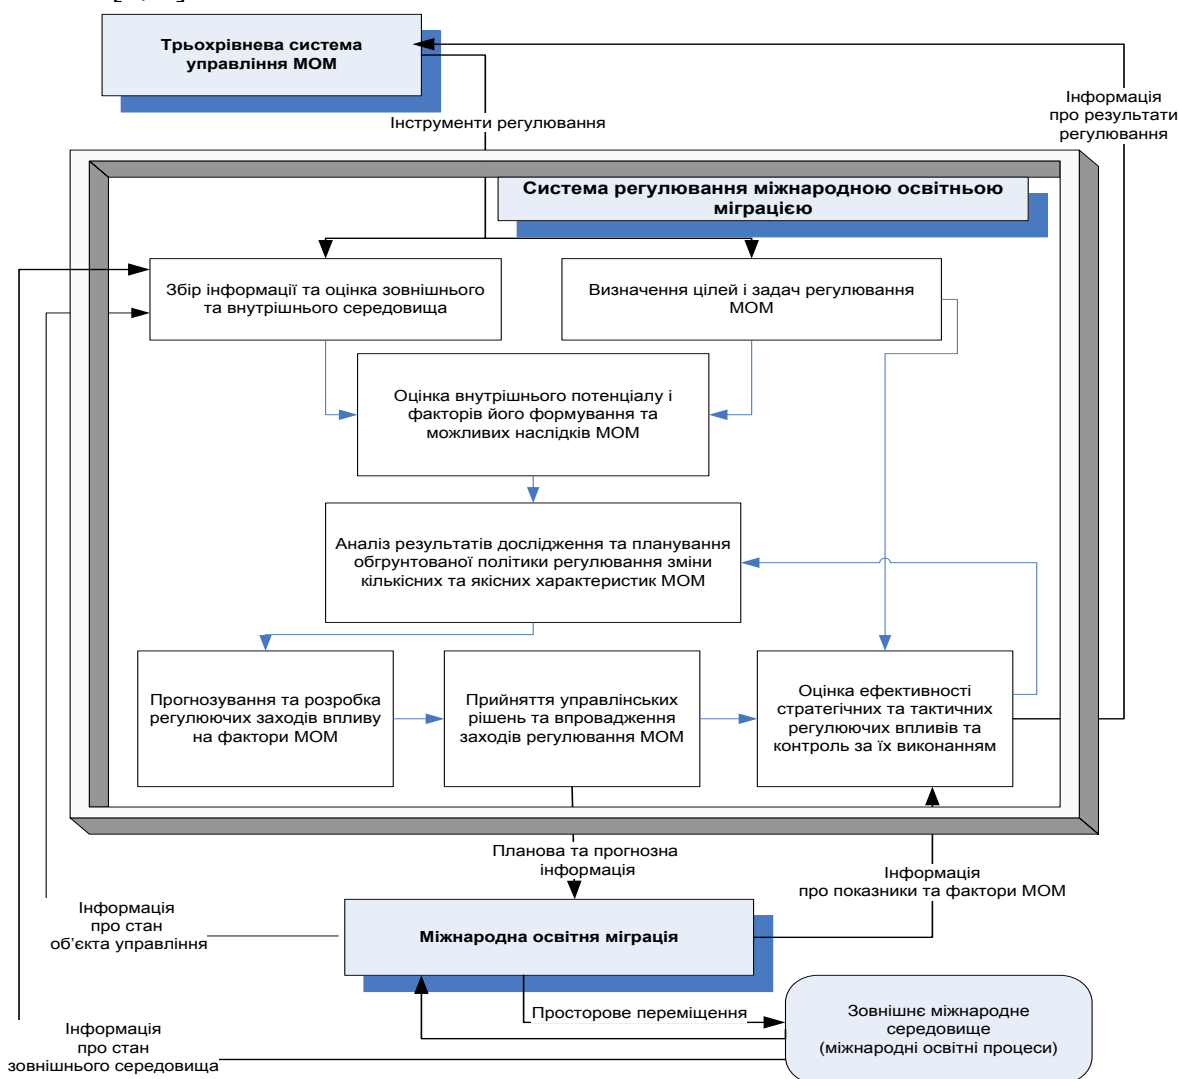 Трьохрівнева система
управління МОМ
Інформація
про результати
регулювання
Інструменти регулювання
Система регулювання міжнародною освітньою
міграцією
Збір інформації та оцінка зовнішнього
та внутрішнього середовища
Визначення цілей і задач регулювання
МОМ
Оцінка внутрішнього потенціалу і
факторів його формування та
можливих наслідків МОМ
Аналіз результатів дослідження та планування
обгрунтованої політики регулювання зміни
кількісних та якісних характеристик МОМ
Прогнозування та розробка
регулюючих заходів впливу
на фактори МОМ
Прийняття управлінських
рішень та впровадження
заходів регулювання МОМ
Оцінка ефективності
стратегічних та тактичних
регулюючих впливів та
контроль за їх виконанням
Планова та прогнозна
інформація
Інформація
про показники та фактори МОМ
Інформація
про стан
об’єкта управління
Міжнародна освітня міграція
Просторове переміщення
Зовнішнє міжнародне
середовище
(міжнародні освітні процеси)
Інформація
про стан
зовнішнього середовища